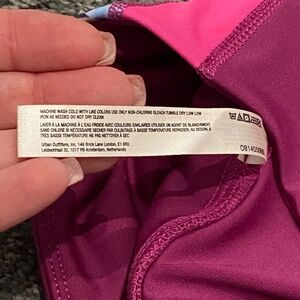 MACHINE WASH COLD WITH LIKE COLORS USE ONLY NON-CHLORINE BLEACH TUMBLE DRY LOW LOW
IRON AS NEEDED DO NOT DRY CLEAN
LAVER À LA MACHINE À L'EAU FROIDE AVEC COULEURS SIMILAIRES UTILISER UN AGENT DE BLANCHIMENT
SANS CHLORE SI NÉCESSAIRE SÉCHER PAR CULBUTAGE À BASSE TEMPÉRATURE REPASSER, AU BESOIN, À
TRÈS BASSE TEMPÉRATURE NE PAS NETTOYER À SEC
Urban Outfitters, Inc. 148 Brick Lane London, E1 6RU
Leidsestraat 32, 1017 PB Amsterdam, Netherlands